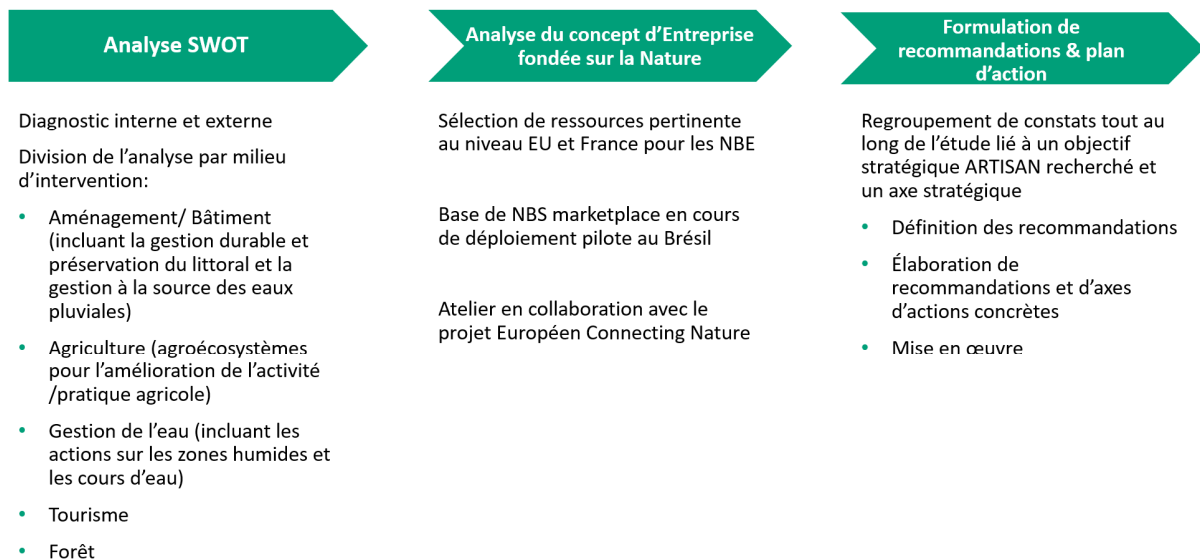 Analyse SWOT
Diagnostic interne et externe
Division de l'analyse par milieu
d'intervention:
• Aménagement/ Bâtiment
(incluant la gestion durable et
préservation du littoral et la
gestion à la source des eaux
pluviales)
• Agriculture (agroécosystèmes
pour l'amélioration de l'activité
/pratique agricole)
• Gestion de l'eau (incluant les
actions sur les zones humides et
les cours d'eau)
• Tourisme
• Forêt
Analyse du concept d'Entreprise
fondée sur la Nature
Sélection de ressources pertinente
au niveau EU et France pour les NBE
Base de NBS marketplace en cours
de déploiement pilote au Brésil
Atelier en collaboration avec le
projet Européen Connecting Nature
Formulation de
recommandations & plan
d'action
Regroupement de constats tout au
long de l'étude lié à un objectif
stratégique ARTISAN recherché et
un axe stratégique
• Définition des recommandations
• Élaboration de
recommandations et d'axes
d'actions concrètes
• Mise en œuvre